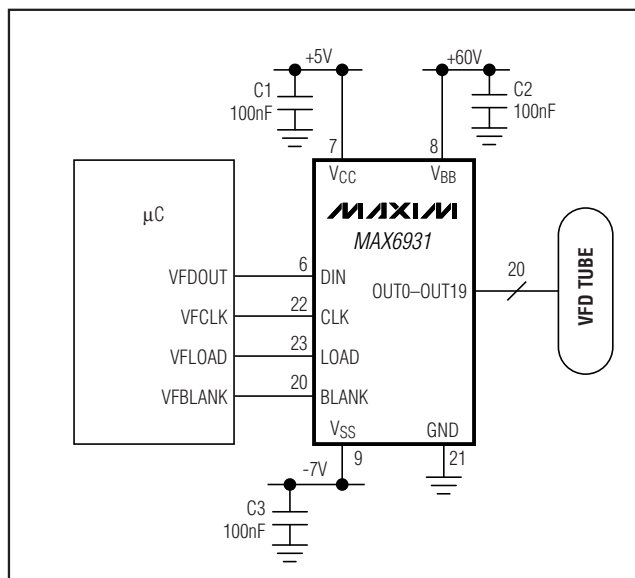 +5V
+60V
C1
100nF
C2
100nF
7
8
VCC
VBB
MAXIM
MAX6931
μC
VFDOUT
6
DIN
VFCLK
22
CLK
VFLOAD
23
LOAD
VFBLANK
20
BLANK
OUT0–OUT19
20
VFD TUBE
VSS
GND
9
21
-7V
C3
100nF